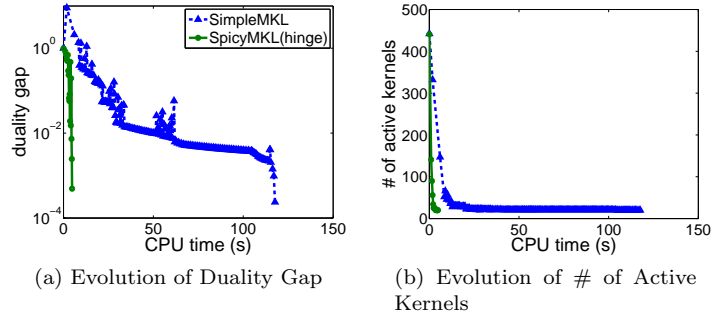 SimpleMKL
SpicyMKL(hinge)
10^0
10^-2
10^-4
duality gap
0 50 100 150
CPU time (s)
(a) Evolution of Duality Gap
500
400
300
200
100
0
# of active kernels
0 50 100 150
CPU time (s)
(b) Evolution of # of Active
Kernels